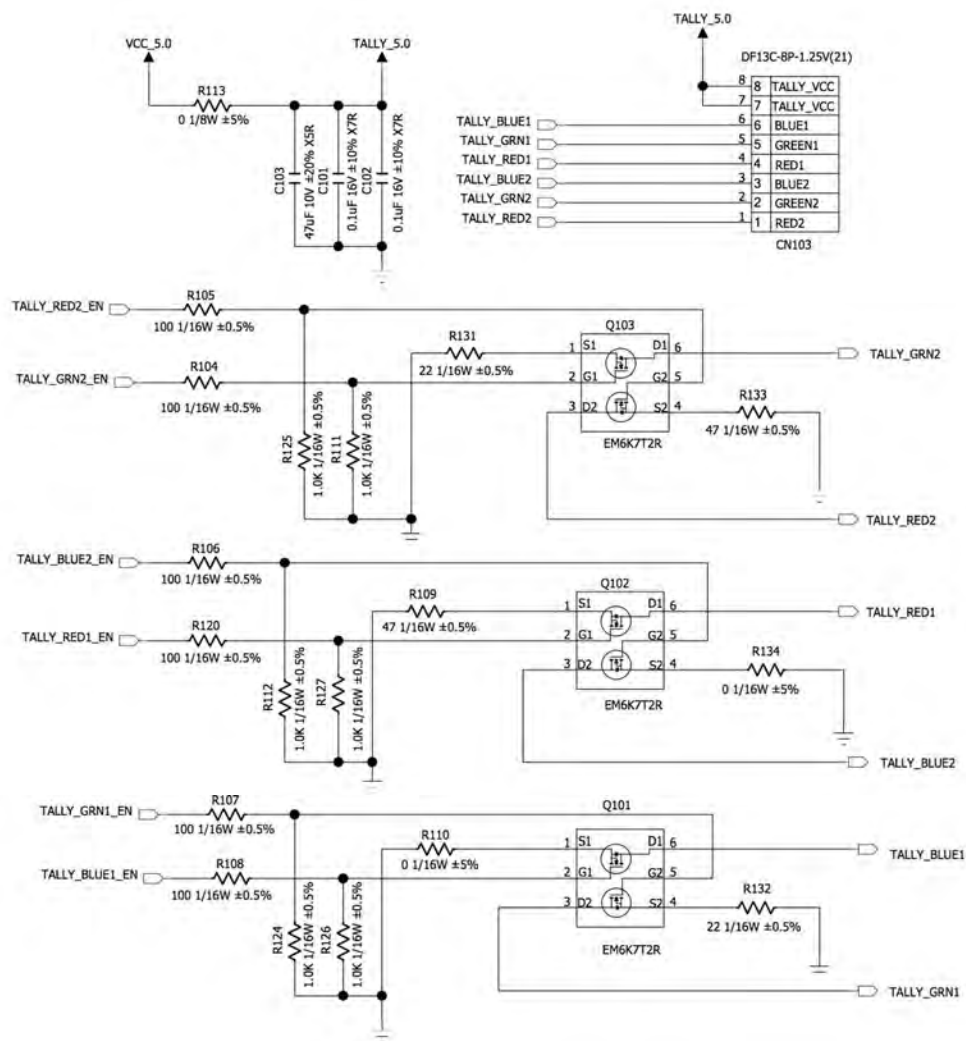 VCC_5.0
TALLY_5.0
R113
0 1/8W ±5%
C103
47uF 10V ±20% X5R
C101
0.1uF 16V ±10% X7R
C102
0.1uF 16V ±10% X7R
TALLY_5.0
DF13C-8P-1.25V(21)
8 8 TALLY_VCC
7 7 TALLY_VCC
TALLY_BLUE1 6 6 BLUE1
TALLY_GRN1 5 5 GREEN1
TALLY_RED1 4 4 RED1
TALLY_BLUE2 3 3 BLUE2
TALLY_GRN2 2 2 GREEN2
TALLY_RED2 1 1 RED2
CN103
TALLY_RED2_EN
R105
100 1/16W ±0.5%
TALLY_GRN2_EN
R104
100 1/16W ±0.5%
R125
1.0K 1/16W ±0.5%
R111
1.0K 1/16W ±0.5%
R131
22 1/16W ±0.5%
Q103
1 S1 D1 6
2 G1 G2 5
3 D2 S2 4
EM6K7T2R
TALLY_GRN2
R133
47 1/16W ±0.5%
TALLY_RED2
TALLY_BLUE2_EN
R106
100 1/16W ±0.5%
TALLY_RED1_EN
R120
100 1/16W ±0.5%
R112
1.0K 1/16W ±0.5%
R127
1.0K 1/16W ±0.5%
R109
47 1/16W ±0.5%
Q102
1 S1 D1 6
2 G1 G2 5
3 D2 S2 4
EM6K7T2R
TALLY_RED1
R134
0 1/16W ±5%
TALLY_BLUE2
TALLY_GRN1_EN
R107
100 1/16W ±0.5%
TALLY_BLUE1_EN
R108
100 1/16W ±0.5%
R124
1.0K 1/16W ±0.5%
R126
1.0K 1/16W ±0.5%
R110
0 1/16W ±5%
Q101
1 S1 D1 6
2 G1 G2 5
3 D2 S2 4
EM6K7T2R
TALLY_BLUE1
R132
22 1/16W ±0.5%
TALLY_GRN1